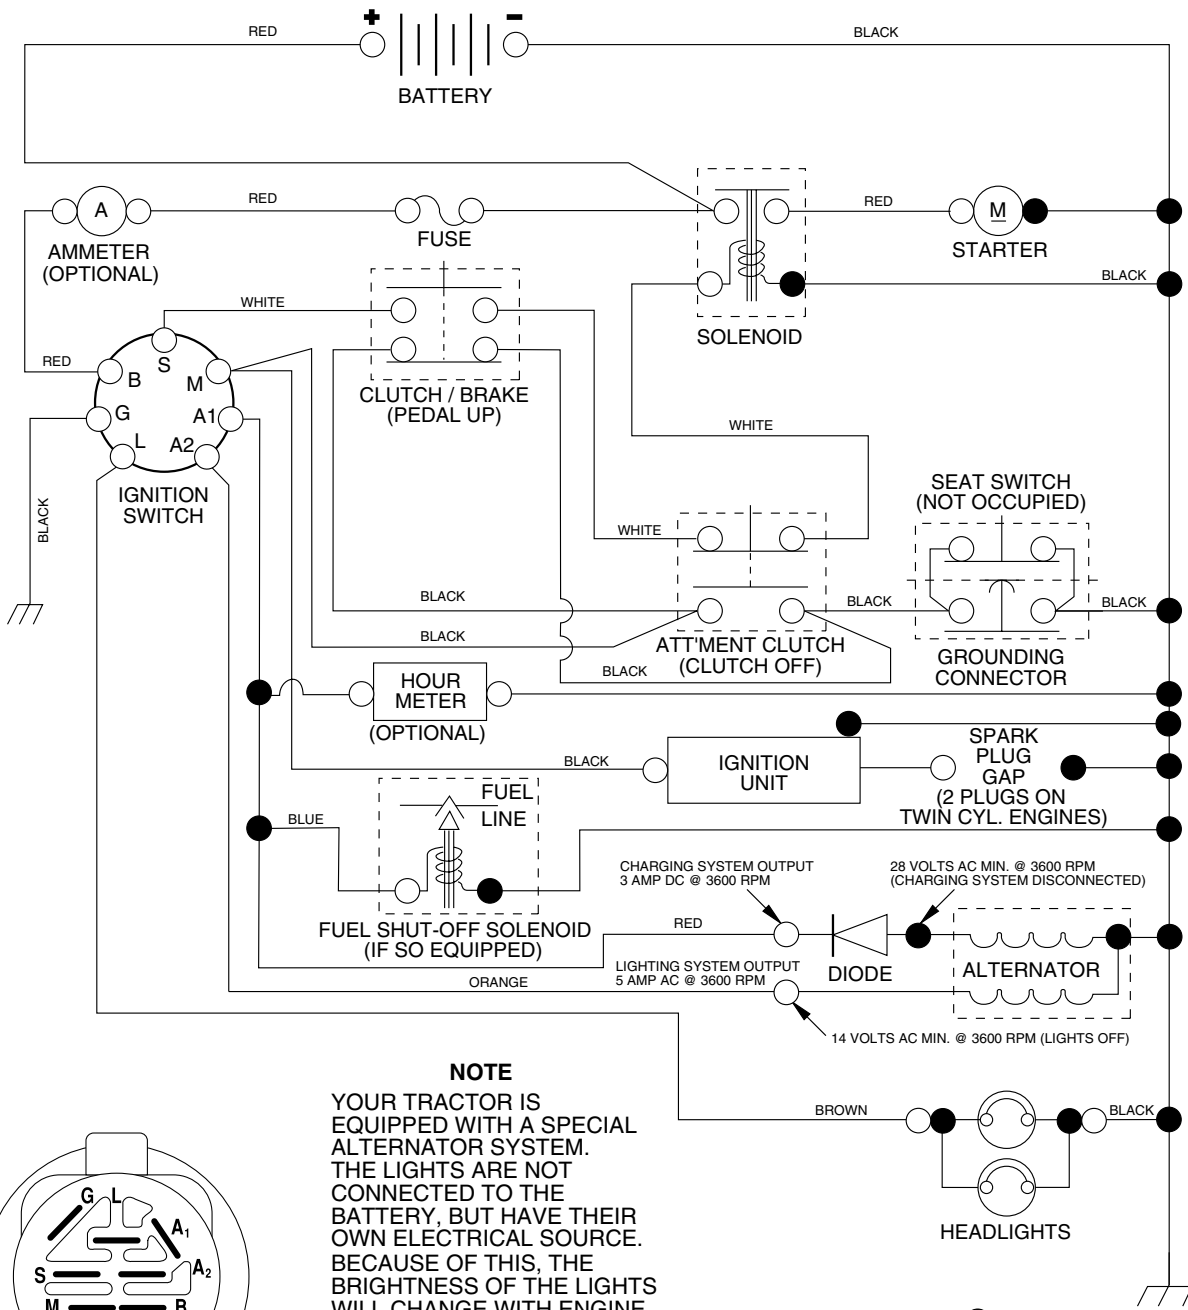 RED
+
-
BLACK
BATTERY
A
RED
AMMETER
(OPTIONAL)
FUSE
RED
M
STARTER
BLACK
SOLENOID
WHITE
RED
S
B
M
G
A1
L
A2
IGNITION
SWITCH
BLACK
CLUTCH / BRAKE
(PEDAL UP)
WHITE
SEAT SWITCH
(NOT OCCUPIED)
WHITE
BLACK
BLACK
BLACK
BLACK
ATT'MENT CLUTCH
(CLUTCH OFF)
BLACK
GROUNDING
CONNECTOR
HOUR
METER
(OPTIONAL)
BLACK
IGNITION
UNIT
SPARK
PLUG
GAP
(2 PLUGS ON
TWIN CYL. ENGINES)
FUEL
LINE
BLUE
FUEL SHUT-OFF SOLENOID
(IF SO EQUIPPED)
CHARGING SYSTEM OUTPUT
3 AMP DC @ 3600 RPM
28 VOLTS AC MIN. @ 3600 RPM
(CHARGING SYSTEM DISCONNECTED)
RED
DIODE
ALTERNATOR
LIGHTING SYSTEM OUTPUT
5 AMP AC @ 3600 RPM
ORANGE
14 VOLTS AC MIN. @ 3600 RPM (LIGHTS OFF)
NOTE
YOUR TRACTOR IS
EQUIPPED WITH A SPECIAL
ALTERNATOR SYSTEM.
THE LIGHTS ARE NOT
CONNECTED TO THE
BATTERY, BUT HAVE THEIR
OWN ELECTRICAL SOURCE.
BECAUSE OF THIS, THE
BRIGHTNESS OF THE LIGHTS
WILL CHANGE WITH ENGINE
BROWN
BLACK
HEADLIGHTS
G
L
A1
A2
S
M
B